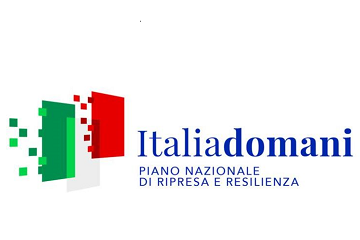 Italiadomani
PIANO NAZIONALE
DI RIPRESA E RESILIENZA